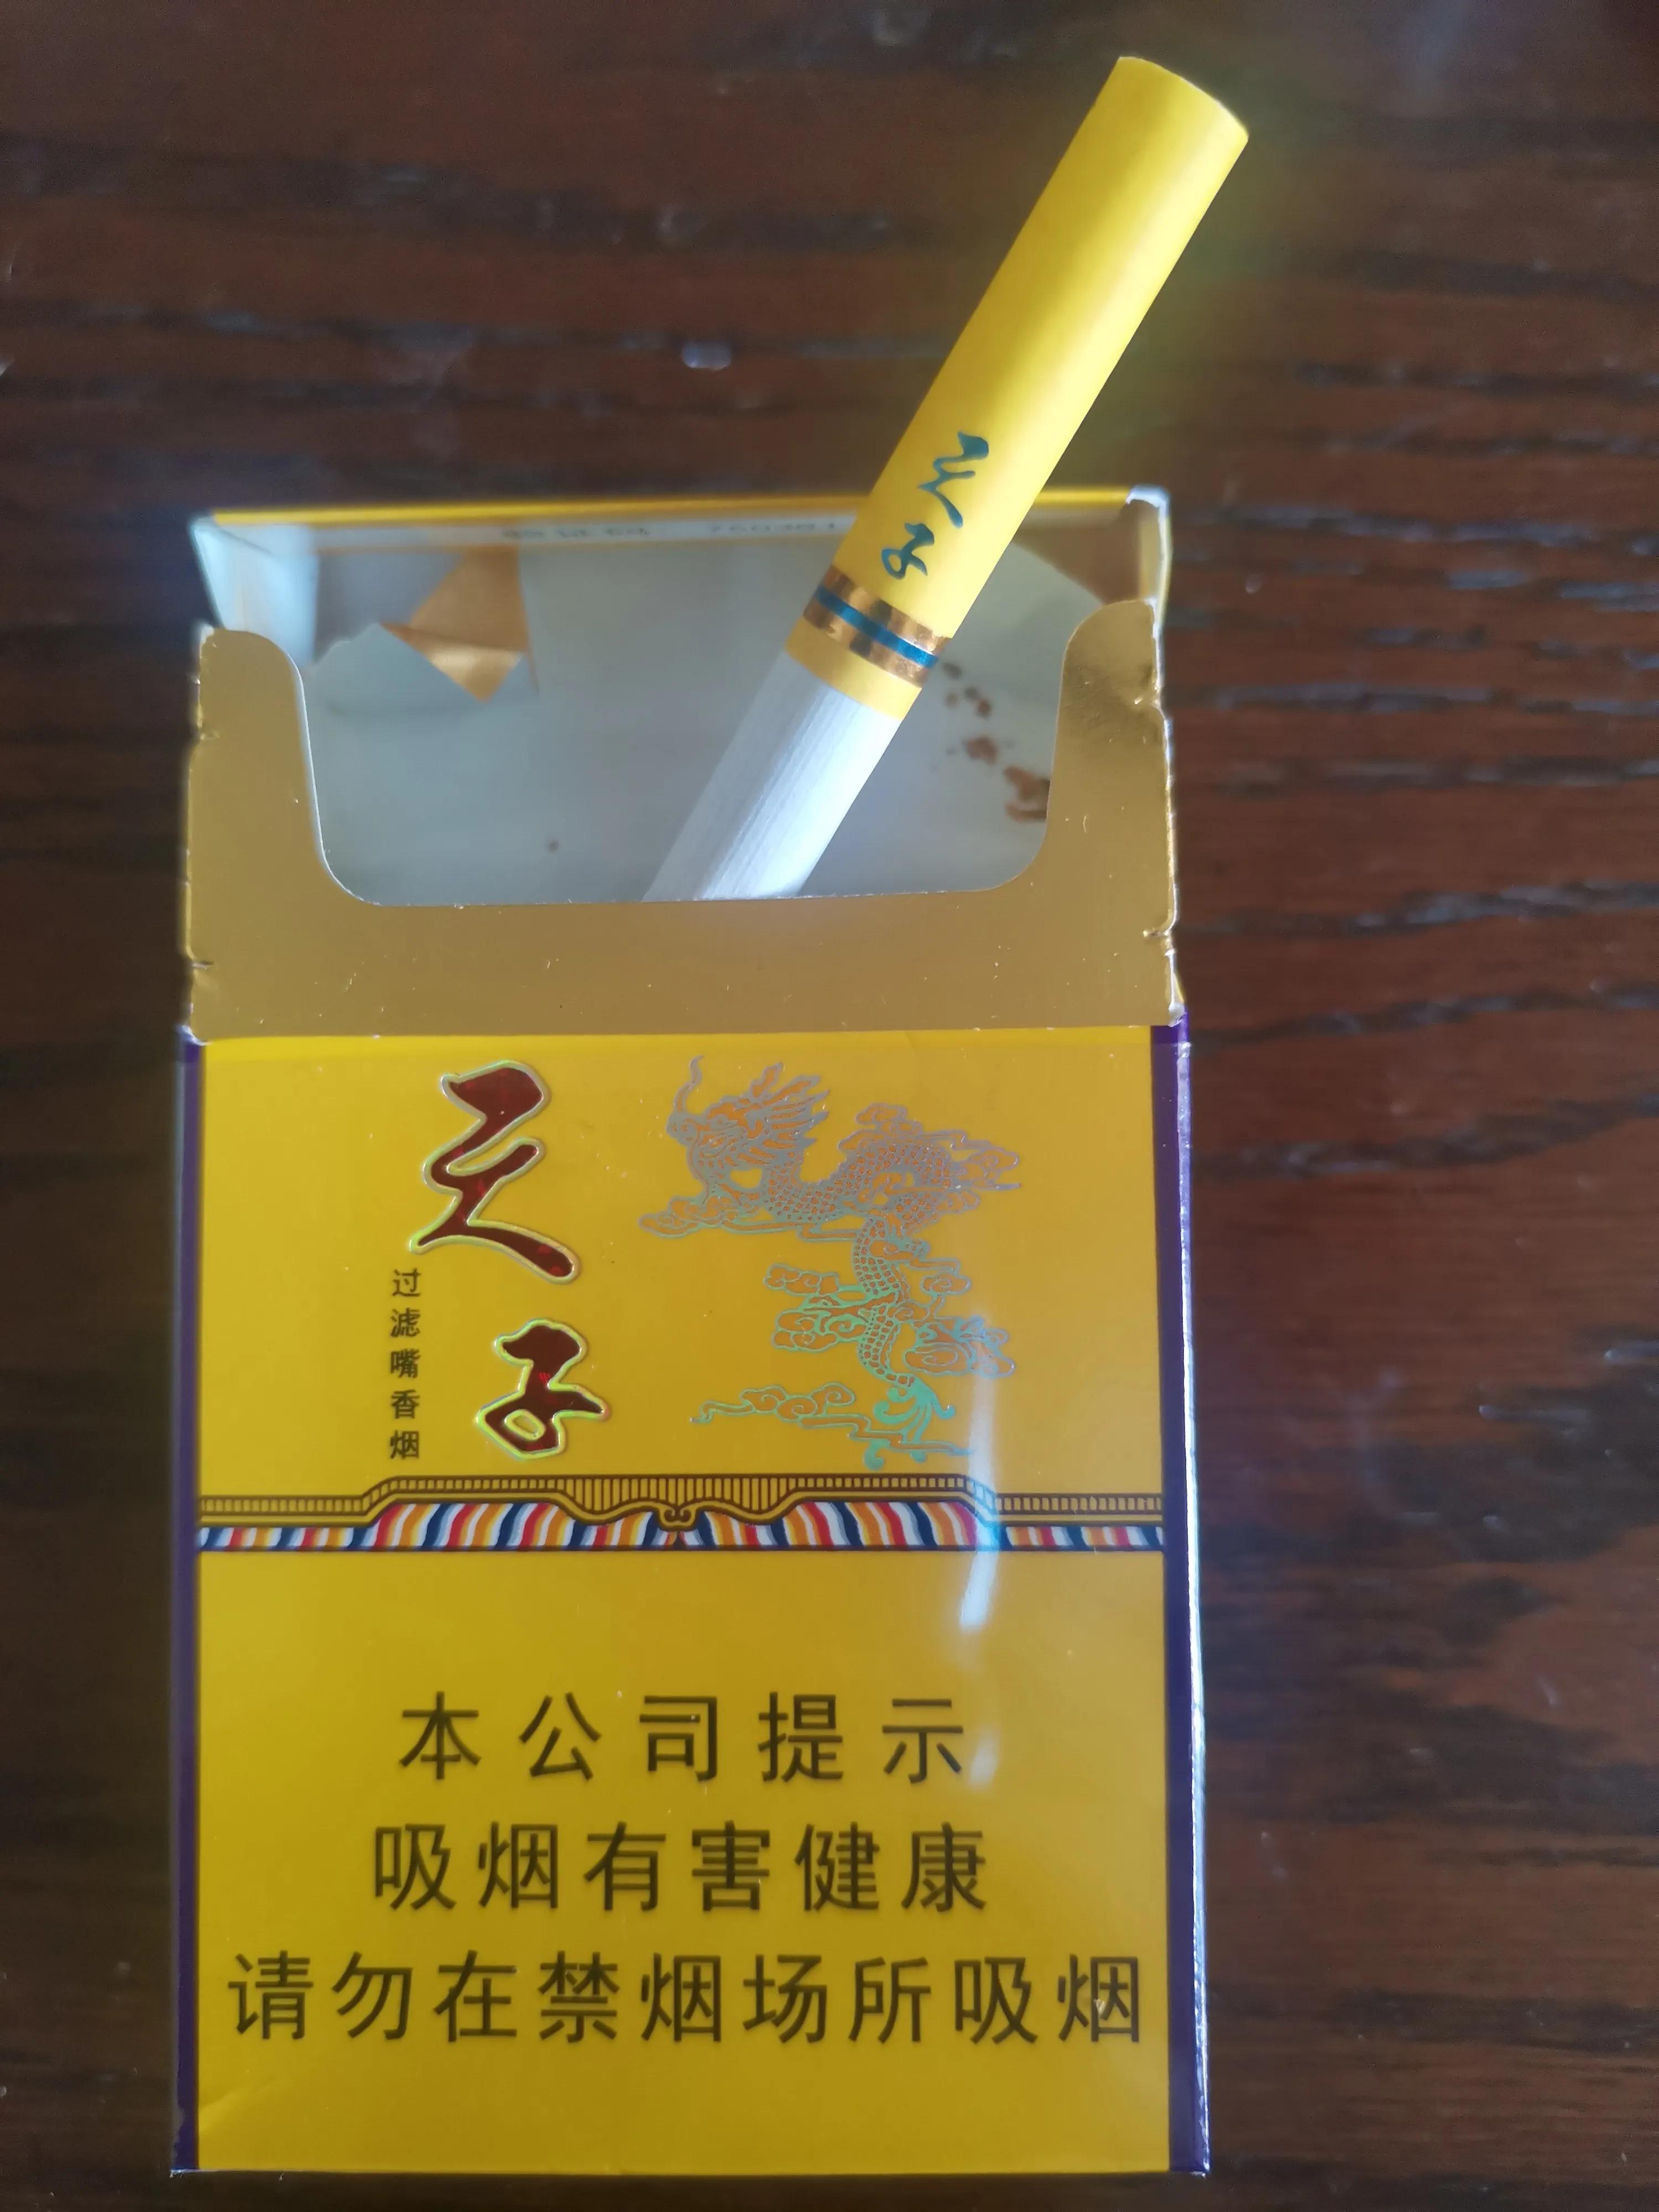 天子
天子
过滤嘴香烟
本公司提示
吸烟有害健康
请勿在禁烟场所吸烟